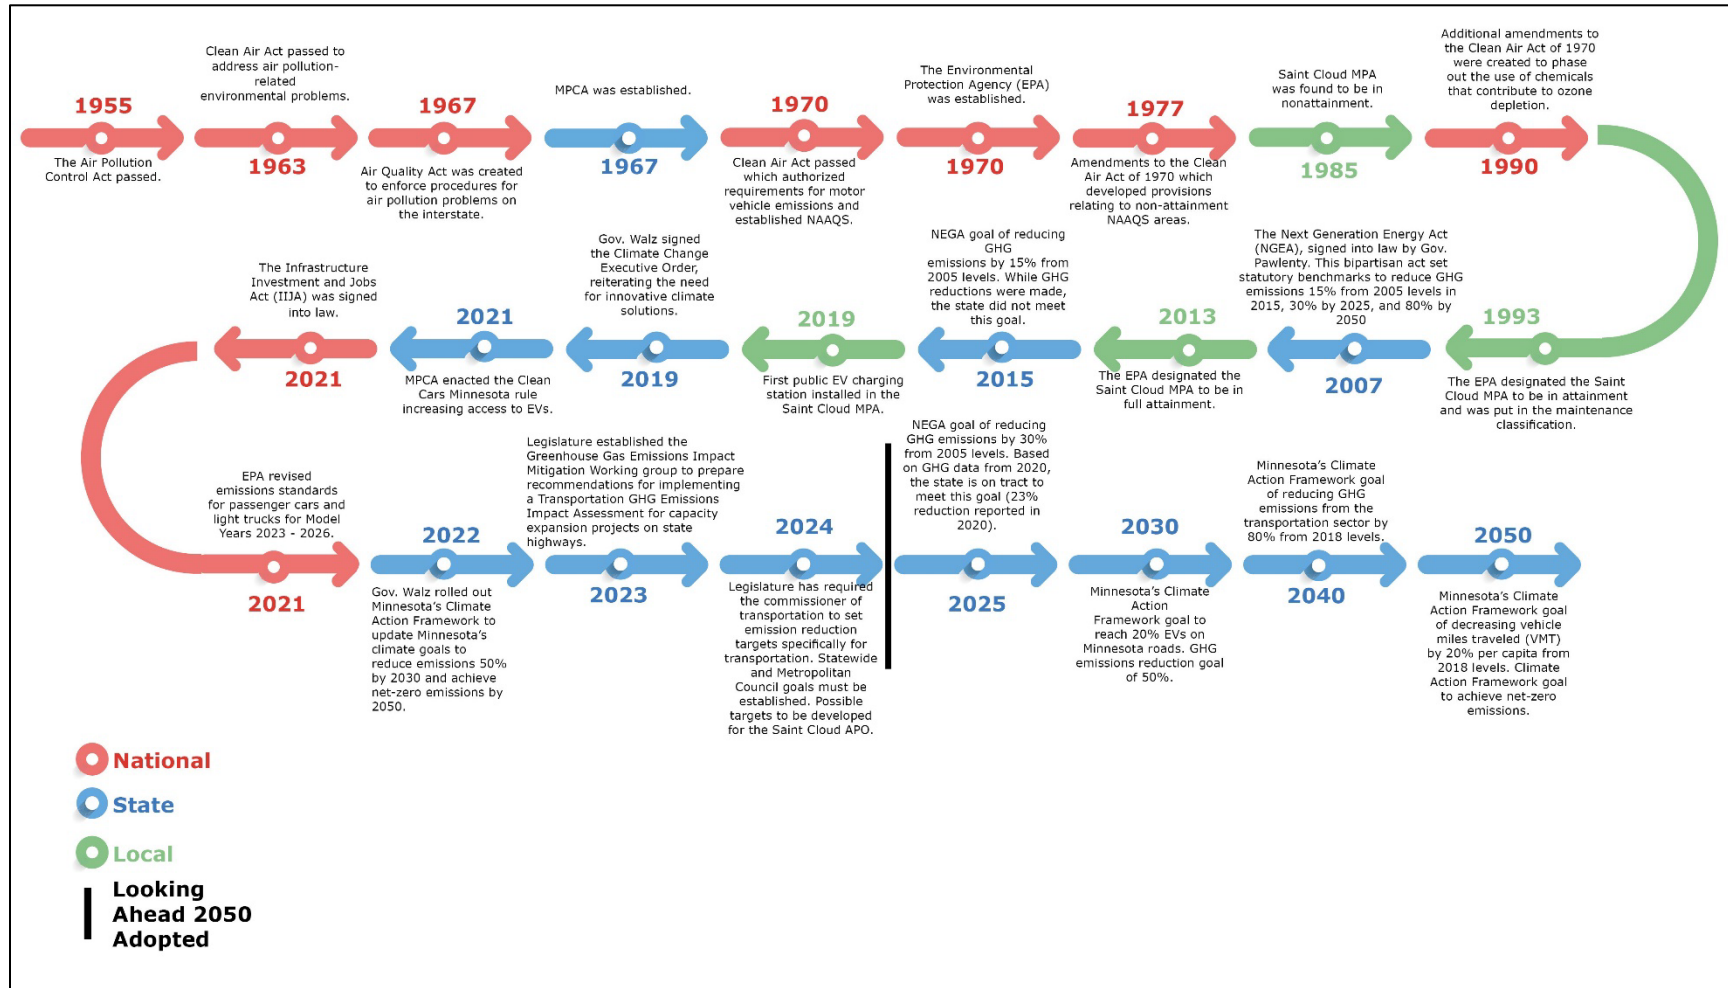 1955
The Air Pollution
Control Act passed.
Clean Air Act passed to
address air pollution-
related
environmental problems.
1963
1967
Air Quality Act was created
to enforce procedures for
air pollution problems on
the interstate.
MPCA was established.
1967
1970
Clean Air Act passed
which authorized
requirements for motor
vehicle emissions and
established NAAQS.
The Environmental
Protection Agency (EPA)
was established.
1970
1977
Amendments to the Clean
Air Act of 1970 which
developed provisions
relating to non-attainment
NAAQS areas.
Saint Cloud MPA
was found to be in
nonattainment.
1985
Additional amendments to
the Clean Air Act of 1970
were created to phase
out the use of chemicals
that contribute to ozone
depletion.
1990
1993
The EPA designated the Saint
Cloud MPA to be in attainment
and was put in the maintenance
classification.
The Next Generation Energy Act
(NGEA), signed into law by Gov.
Pawlenty. This bipartisan act set
statutory benchmarks to reduce GHG
emissions 15% from 2005 levels in
2015, 30% by 2025, and 80% by
2050
2007
2013
The EPA designated the
Saint Cloud MPA to be in
full attainment.
NEGA goal of reducing
GHG
emissions by 15% from
2005 levels. While GHG
reductions were made,
the state did not meet
this goal.
2015
2019
First public EV charging
station installed in the
Saint Cloud MPA.
Gov. Walz signed
the Climate Change
Executive Order,
reiterating the need
for innovative climate
solutions.
2019
2021
MPCA enacted the Clean
Cars Minnesota rule
increasing access to EVs.
The Infrastructure
Investment and Jobs
Act (IIJA) was signed
into law.
2021
EPA revised
emissions standards
for passenger cars and
light trucks for Model
Years 2023 - 2026.
2021
2022
Gov. Walz rolled out
Minnesota's Climate
Action Framework to
update Minnesota's
climate goals to
reduce emissions 50%
by 2030 and achieve
net-zero emissions by
2050.
Legislature established the
Greenhouse Gas Emissions Impact
Mitigation Working group to prepare
recommendations for implementing
a Transportation GHG Emissions
Impact Assessment for capacity
expansion projects on state
highways.
2023
2024
Legislature has required
the commissioner of
transportation to set
emission reduction
targets specifically for
transportation. Statewide
and Metropolitan
Council goals must be
established. Possible
targets to be developed
for the Saint Cloud APO.
NEGA goal of reducing
GHG emissions by 30%
from 2005 levels. Based
on GHG data from 2020,
the state is on tract to
meet this goal (23%
reduction reported in
2020).
2025
2030
Minnesota's Climate
Action
Framework goal to
reach 20% EVs on
Minnesota roads. GHG
emissions reduction goal
of 50%.
Minnesota's Climate
Action Framework goal
of reducing GHG
emissions from the
transportation sector by
80% from 2018 levels.
2040
2050
Minnesota's Climate
Action Framework goal
of decreasing vehicle
miles traveled (VMT)
by 20% per capita from
2018 levels. Climate
Action Framework goal
to achieve net-zero
emissions.
National
State
Local
Looking
Ahead 2050
Adopted